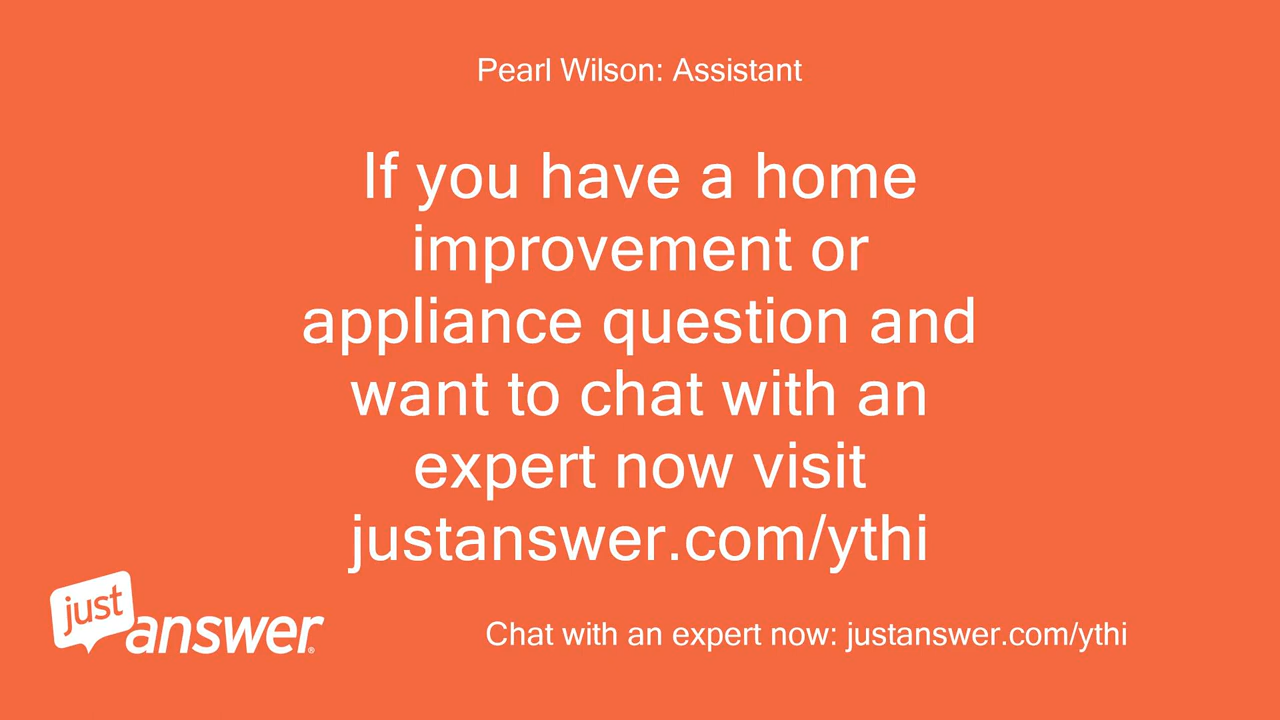 Pearl Wilson: Assistant
If you have a home
improvement or
appliance question and
want to chat with an
expert now visit
justanswer.com/ythi
just
answer®
Chat with an expert now: justanswer.com/ythi